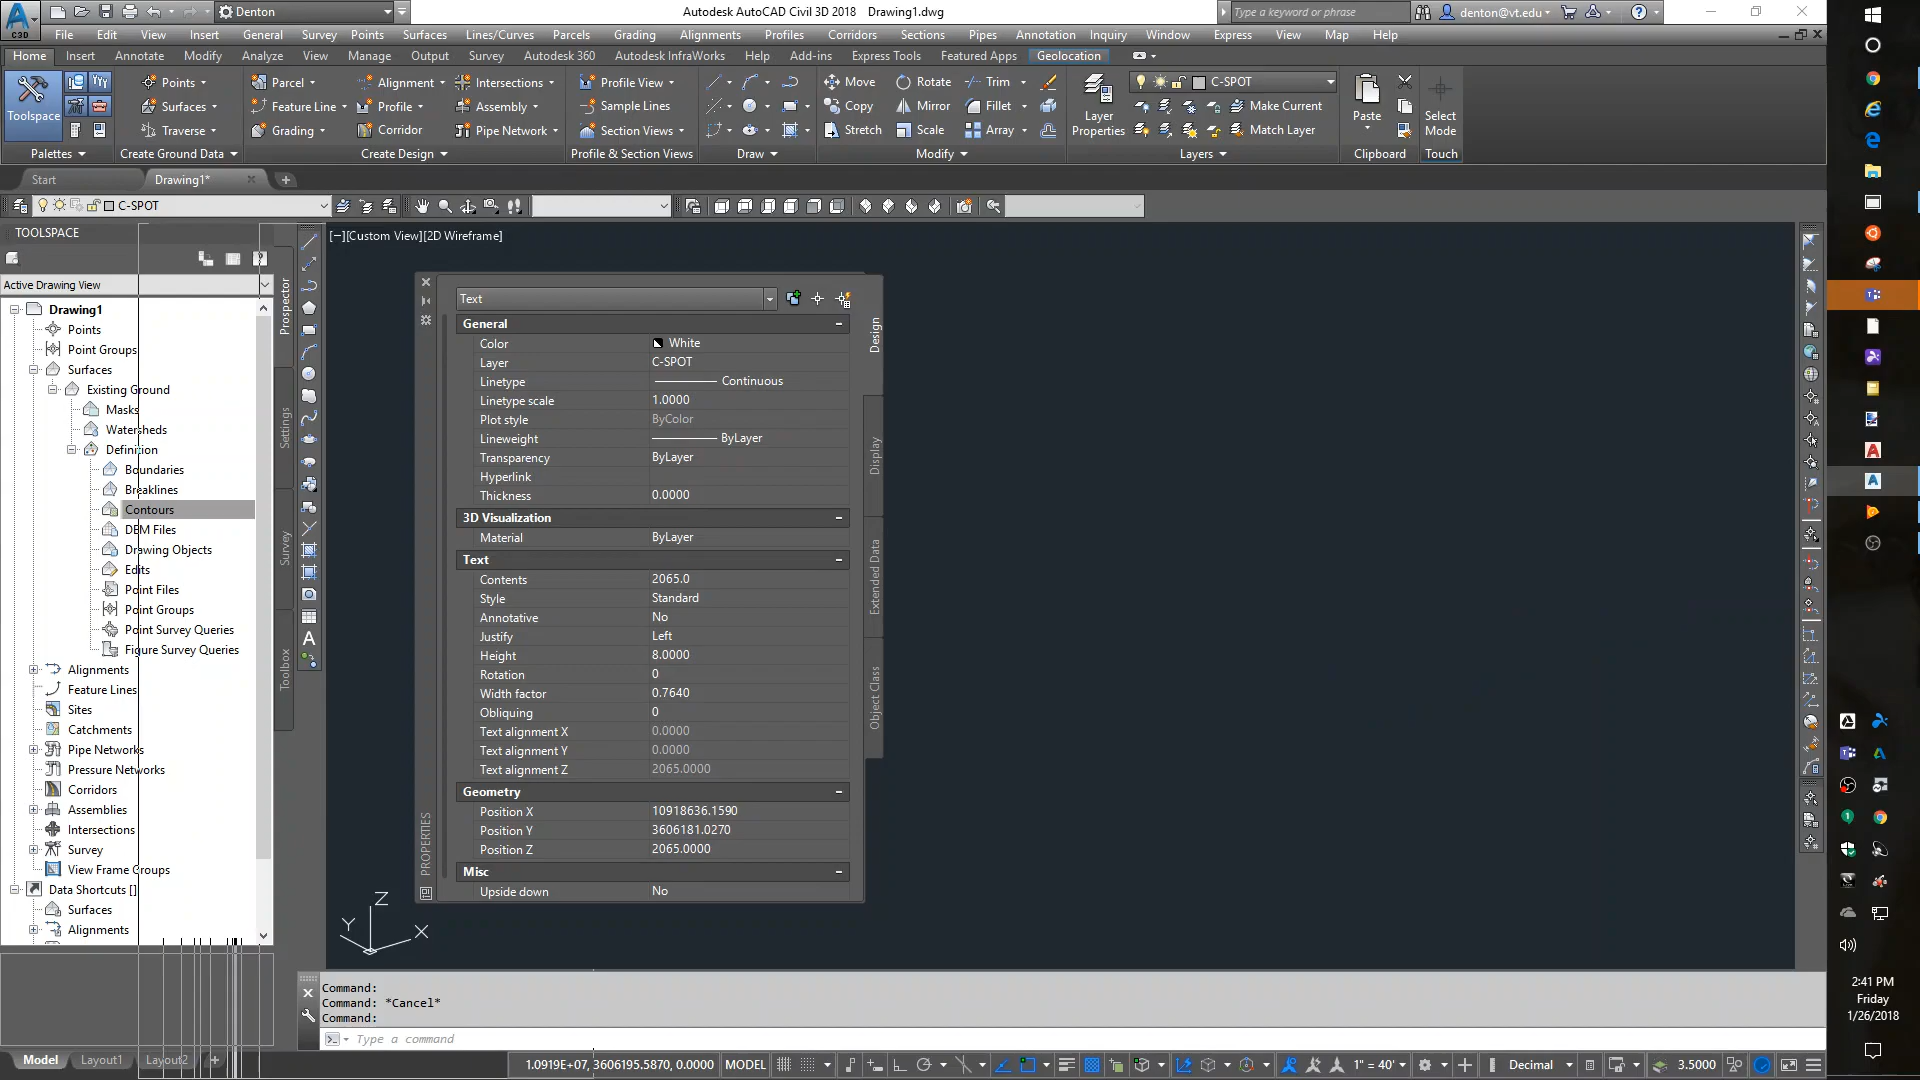 Denton
Autodesk AutoCAD Civil 3D 2018 Drawing1.dwg
Type a keyword or phrase
denton@vt.edu
C3D
File Edit View Insert General Survey Points Surfaces Lines/Curves Parcels Grading Alignments Profiles Corridors Sections Pipes Annotation Inquiry Window Express View Map Help
Home Insert Annotate Modify Analyze View Manage Output Survey Autodesk 360 Autodesk InfraWorks Help Add-ins Express Tools Featured Apps Geolocation
Toolspace
Points
Surfaces
Traverse
Parcel
Feature Line
Grading
Alignment
Profile
Corridor
Intersections
Assembly
Pipe Network
Profile View
Sample Lines
Section Views
Move
Copy
Stretch
Rotate
Mirror
Scale
Trim
Fillet
Array
Layer Properties
C-SPOT
Make Current
Match Layer
Paste
Select Mode
Palettes Create Ground Data Create Design Profile & Section Views Draw Modify Layers Clipboard Touch
Start Drawing1*
C-SPOT
TOOLSPACE
Active Drawing View
Drawing1
Points
Point Groups
Surfaces
Existing Ground
Masks
Watersheds
Definition
Boundaries
Breaklines
Contours
DEM Files
Drawing Objects
Edits
Point Files
Point Groups
Point Survey Queries
Figure Survey Queries
Alignments
Feature Lines
Sites
Catchments
Pipe Networks
Pressure Networks
Corridors
Assemblies
Intersections
Survey
View Frame Groups
Data Shortcuts []
Surfaces
Alignments
Prospector
Settings
Survey
Toolbox
[−][Custom View][2D Wireframe]
Text
General
Color White
Layer C-SPOT
Linetype Continuous
Linetype scale 1.0000
Plot style ByColor
Lineweight ByLayer
Transparency ByLayer
Hyperlink
Thickness 0.0000
3D Visualization
Material ByLayer
Text
Contents 2065.0
Style Standard
Annotative No
Justify Left
Height 8.0000
Rotation 0
Width factor 0.7640
Obliquing 0
Text alignment X 0.0000
Text alignment Y 0.0000
Text alignment Z 2065.0000
Geometry
Position X 10918636.1590
Position Y 3606181.0270
Position Z 2065.0000
Misc
Upside down No
PROPERTIES
Design
Display
Extended Data
Object Class
Z
Y
X
Command:
Command: *Cancel*
Command:
Type a command
Model Layout1 Layout2 +
1.0919E+07, 3606195.5870, 0.0000 MODEL 1" = 40' Decimal 3.5000
2:41 PM
Friday
1/26/2018